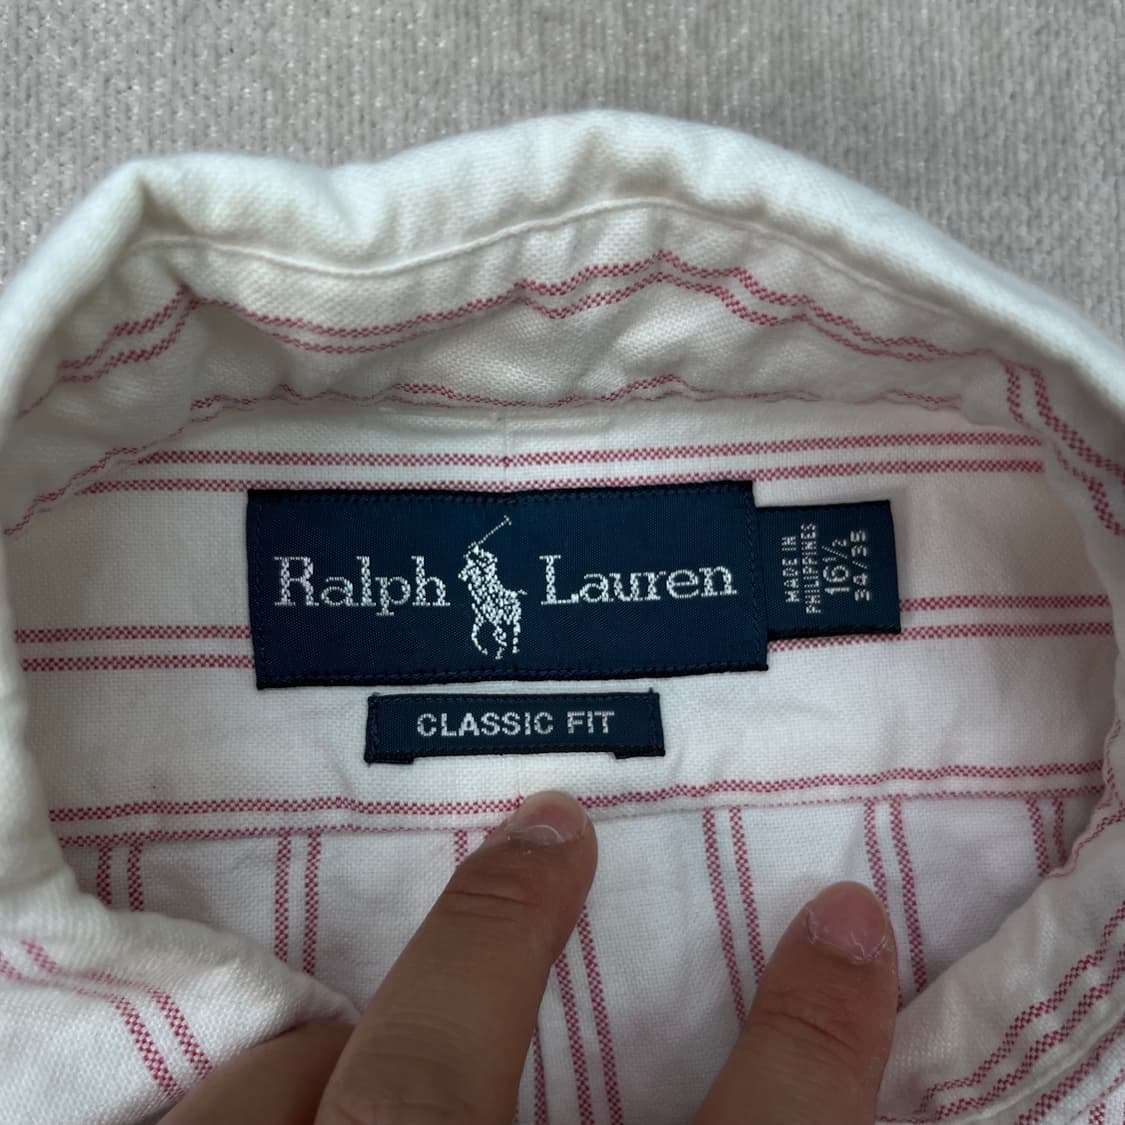 Ralph Lauren
CLASSIC FIT
MADE IN
PHILIPPINES
16½
34/35